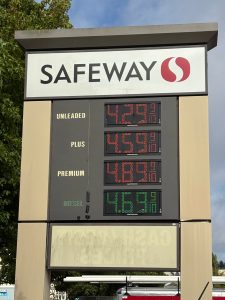 SAFEWAY
UNLEADED 4.29 9/10
PLUS 4.59 9/10
PREMIUM 4.89 9/10
DIESEL 4.69 9/10